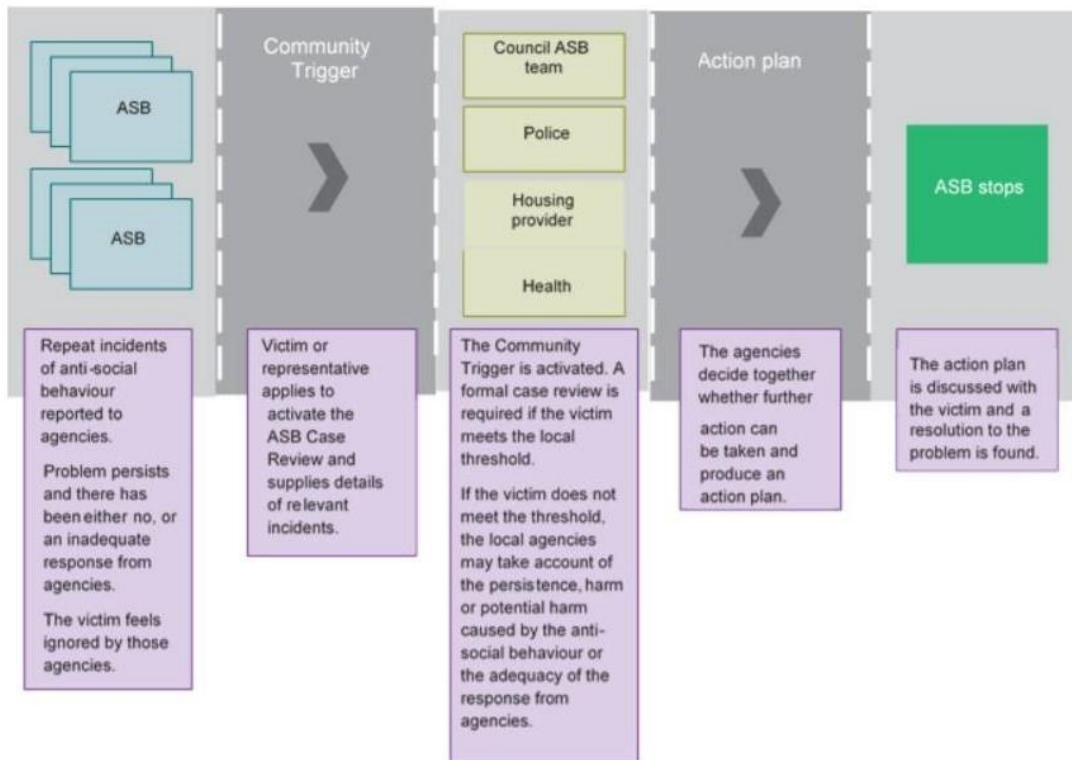 ASB
ASB
Community
Trigger
Council ASB
team
Police
Housing
provider
Health
Action plan
ASB stops
Repeat incidents
of anti-social
behaviour
reported to
agencies.
Problem persists
and there has
been either no, or
an inadequate
response from
agencies.
The victim feels
ignored by those
agencies.
Victim or
representative
applies to
activate the
ASB Case
Review and
supplies details
of relevant
incidents.
The Community
Trigger is activated. A
formal case review is
required if the victim
meets the local
threshold.
If the victim does not
meet the threshold,
the local agencies
may take account of
the persistence, harm
or potential harm
caused by the anti-
social behaviour or
the adequacy of the
response from
agencies.
The agencies
decide together
whether further
action can
be taken and
produce an
action plan.
The action plan
is discussed with
the victim and a
resolution to the
problem is found.